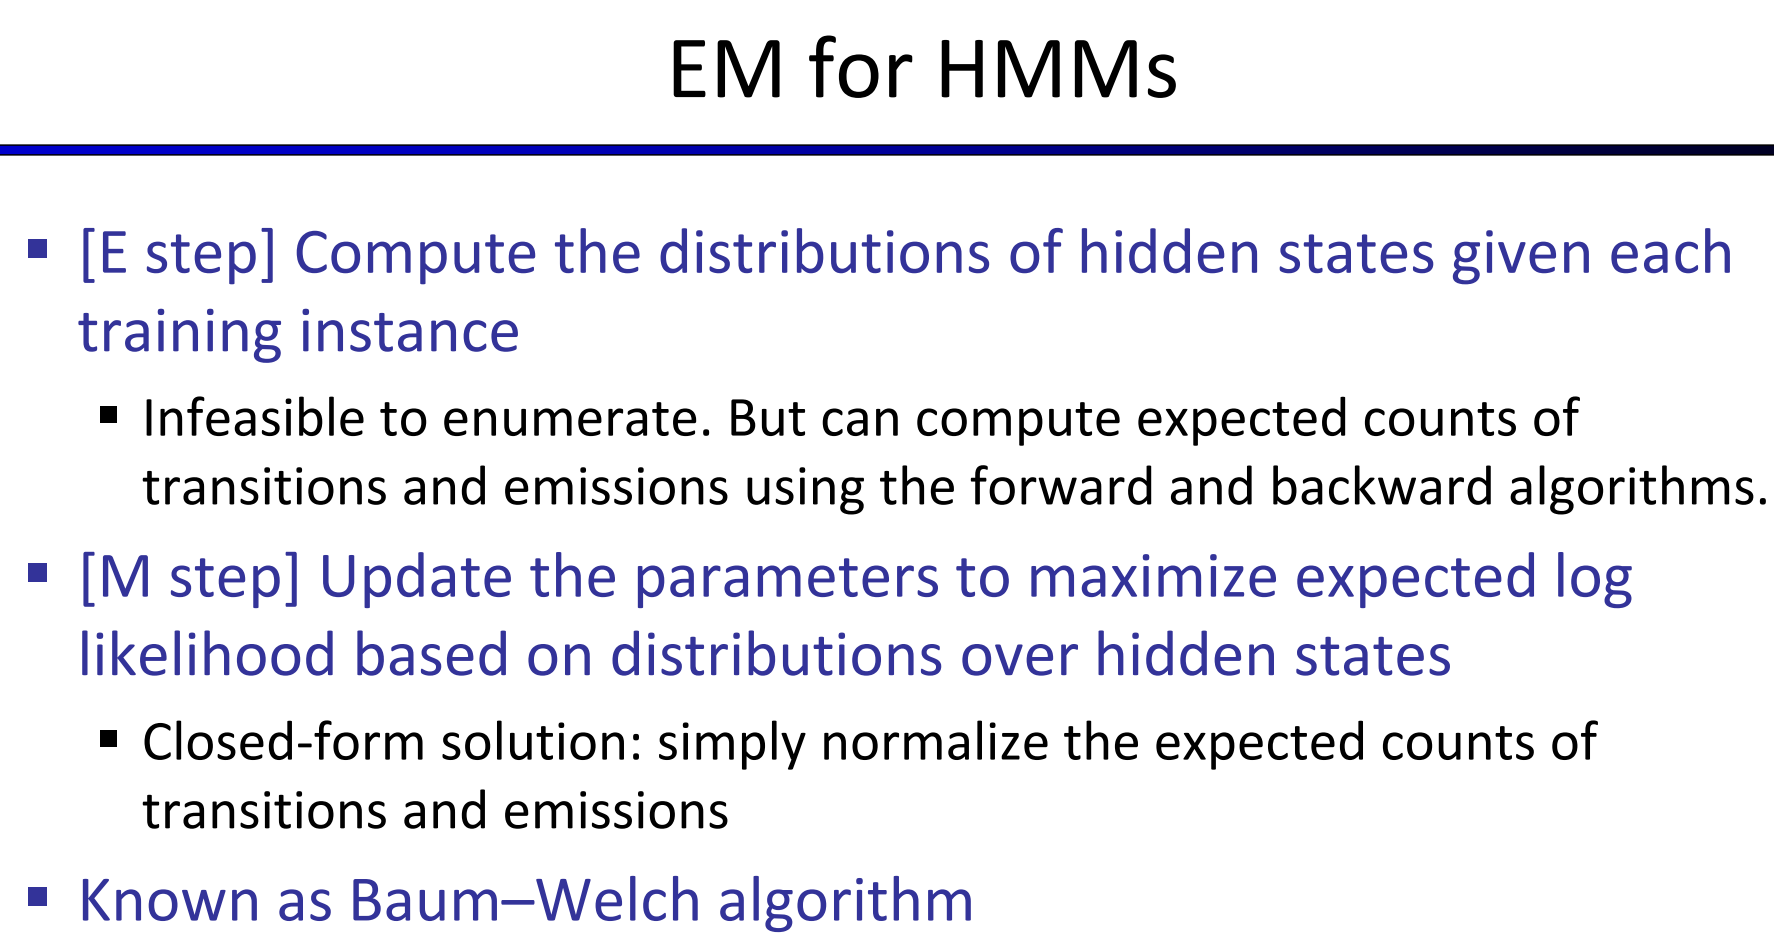 EM for HMMs
[E step] Compute the distributions of hidden states given each
training instance
Infeasible to enumerate. But can compute expected counts of
transitions and emissions using the forward and backward algorithms.
[M step] Update the parameters to maximize expected log
likelihood based on distributions over hidden states
Closed-form solution: simply normalize the expected counts of
transitions and emissions
Known as Baum–Welch algorithm